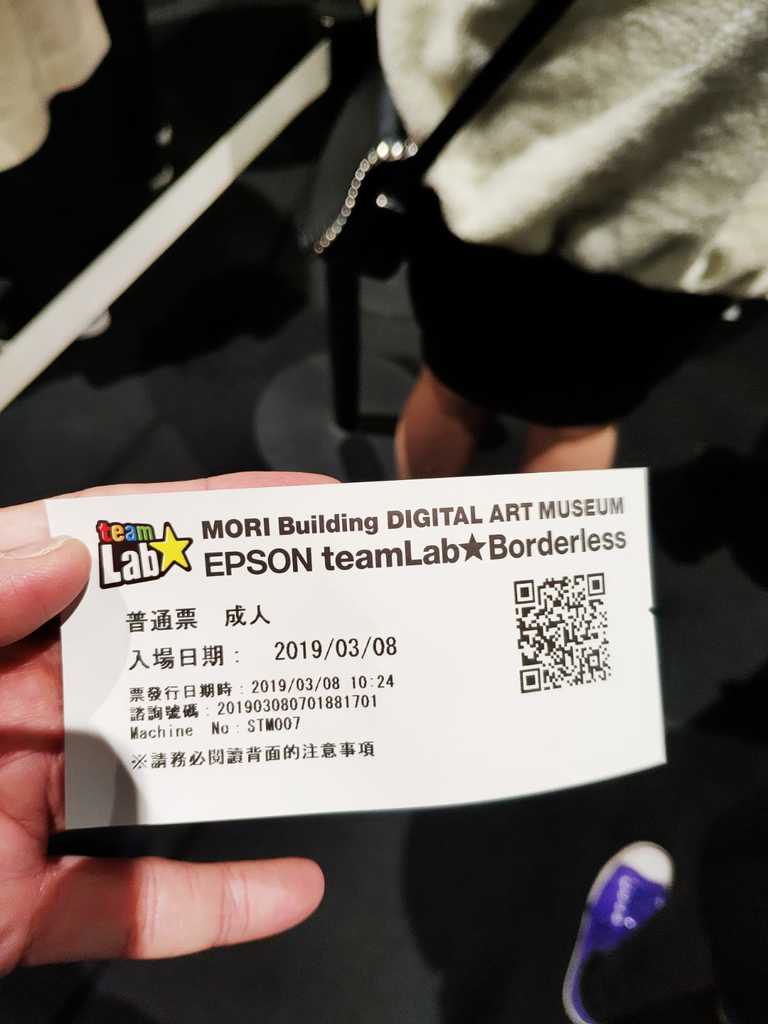 team
Lab★
MORI Building DIGITAL ART MUSEUM
EPSON teamLab★Borderless
普通票 成人
入場日期： 2019/03/08
票發行日期時：2019/03/08 10:24
諮詢號碼：201903080701881701
Machine No：STM007
※請務必閱讀背面的注意事項